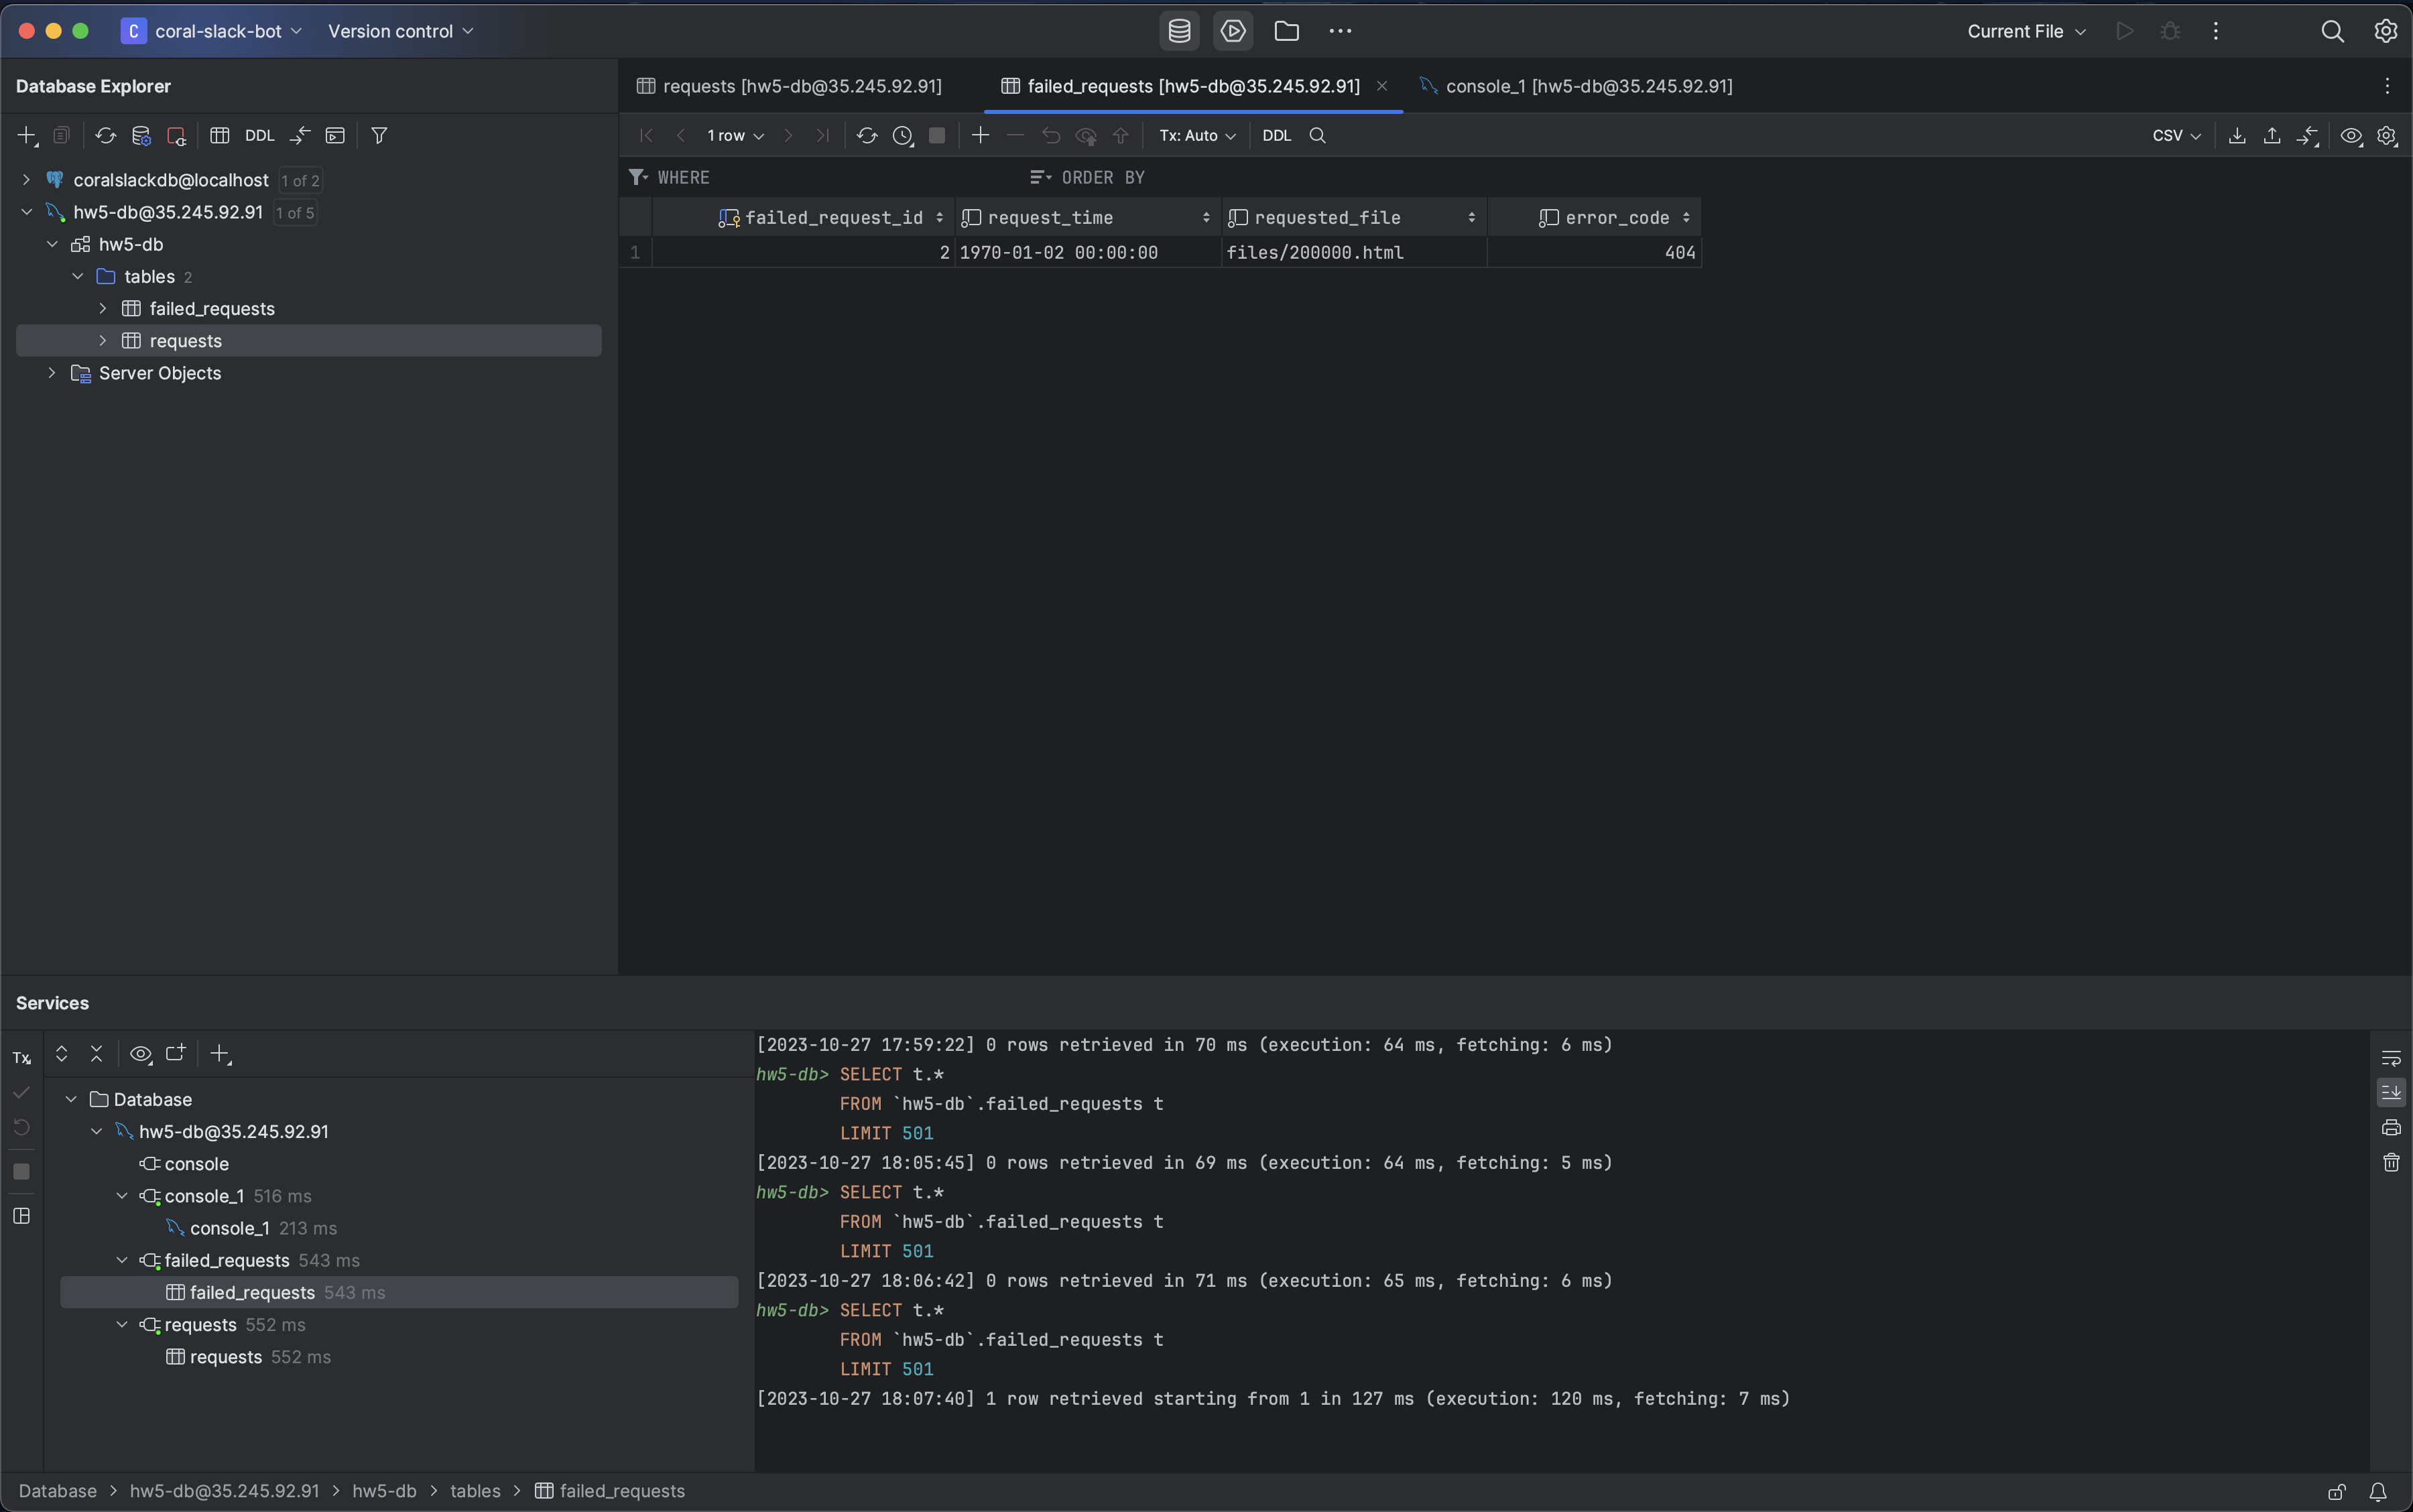 C coral-slack-bot Version control Current File
Database Explorer
requests [hw5-db@35.245.92.91] failed_requests [hw5-db@35.245.92.91] console_1 [hw5-db@35.245.92.91]
DDL 1 row Tx: Auto DDL CSV
WHERE ORDER BY
coralslackdb@localhost 1 of 2
hw5-db@35.245.92.91 1 of 5
hw5-db
tables 2
failed_requests
requests
Server Objects
failed_request_id request_time requested_file error_code
1 2 1970-01-02 00:00:00 files/200000.html 404
Services
Tx
Database
hw5-db@35.245.92.91
console
console_1 516 ms
console_1 213 ms
failed_requests 543 ms
failed_requests 543 ms
requests 552 ms
requests 552 ms
[2023-10-27 17:59:22] 0 rows retrieved in 70 ms (execution: 64 ms, fetching: 6 ms)
hw5-db> SELECT t.*
FROM `hw5-db`.failed_requests t
LIMIT 501
[2023-10-27 18:05:45] 0 rows retrieved in 69 ms (execution: 64 ms, fetching: 5 ms)
hw5-db> SELECT t.*
FROM `hw5-db`.failed_requests t
LIMIT 501
[2023-10-27 18:06:42] 0 rows retrieved in 71 ms (execution: 65 ms, fetching: 6 ms)
hw5-db> SELECT t.*
FROM `hw5-db`.failed_requests t
LIMIT 501
[2023-10-27 18:07:40] 1 row retrieved starting from 1 in 127 ms (execution: 120 ms, fetching: 7 ms)
Database > hw5-db@35.245.92.91 > hw5-db > tables > failed_requests